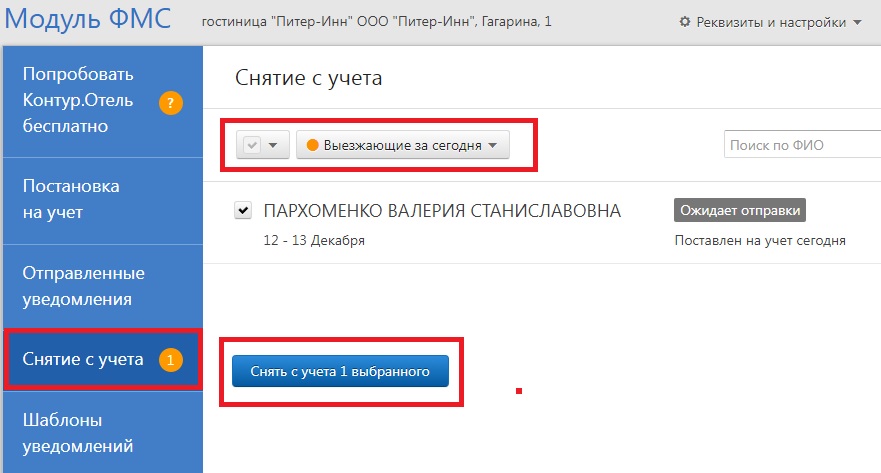 Модуль ФМС
гостиница "Питер-Инн" ООО "Питер-Инн", Гагарина, 1
Реквизиты и настройки
Попробовать
Контур.Отель
бесплатно
?
Постановка
на учет
Отправленные
уведомления
Снятие с учета 1
Шаблоны
уведомлений
Снятие с учета
Выезжающие за сегодня
Поиск по ФИО
ПАРХОМЕНКО ВАЛЕРИЯ СТАНИСЛАВОВНА
Ожидает отправки
12 - 13 Декабря
Поставлен на учет сегодня
Снять с учета 1 выбранного